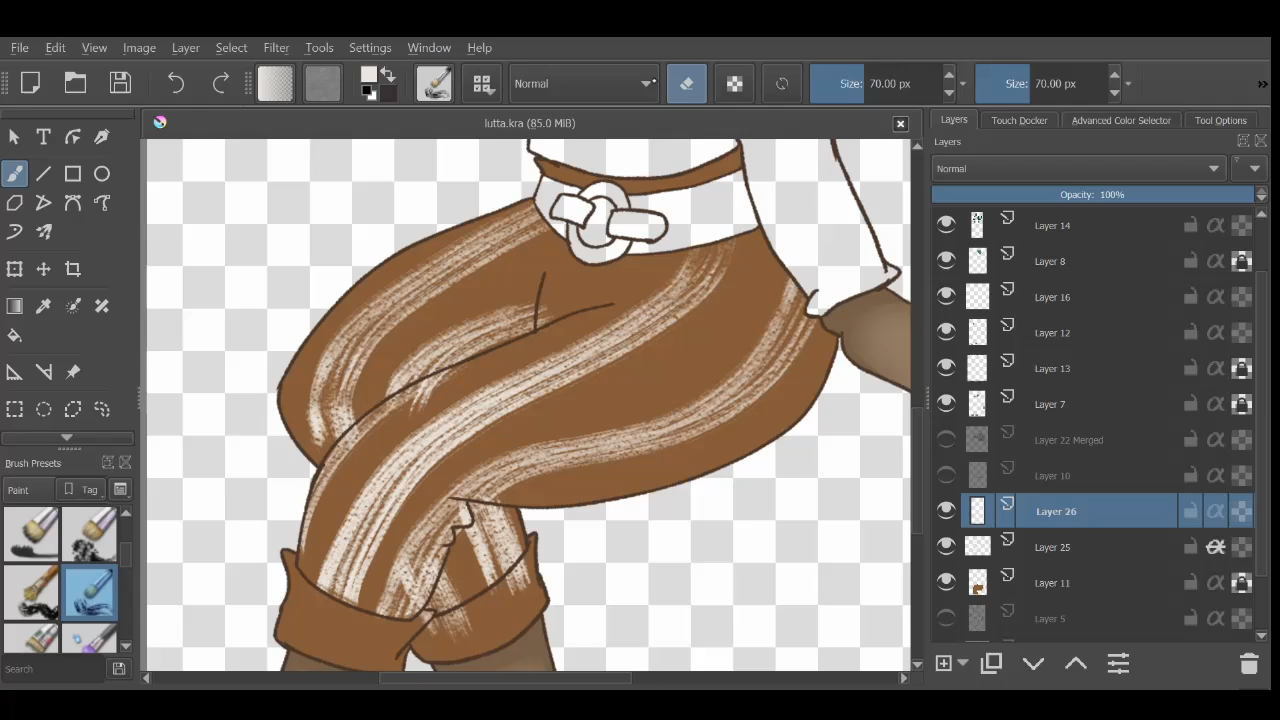 File Edit View Image Layer Select Filter Tools Settings Window Help
Normal Size: 70.00 px Size: 70.00 px
lutta.kra (85.0 MiB)
Layers Touch Docker Advanced Color Selector Tool Options
Layers
Normal
Opacity: 100%
Layer 14
Layer 8
Layer 16
Layer 12
Layer 13
Layer 7
Layer 22 Merged
Layer 10
Layer 26
Layer 25
Layer 11
Layer 5
Brush Presets
Paint Tag
Search